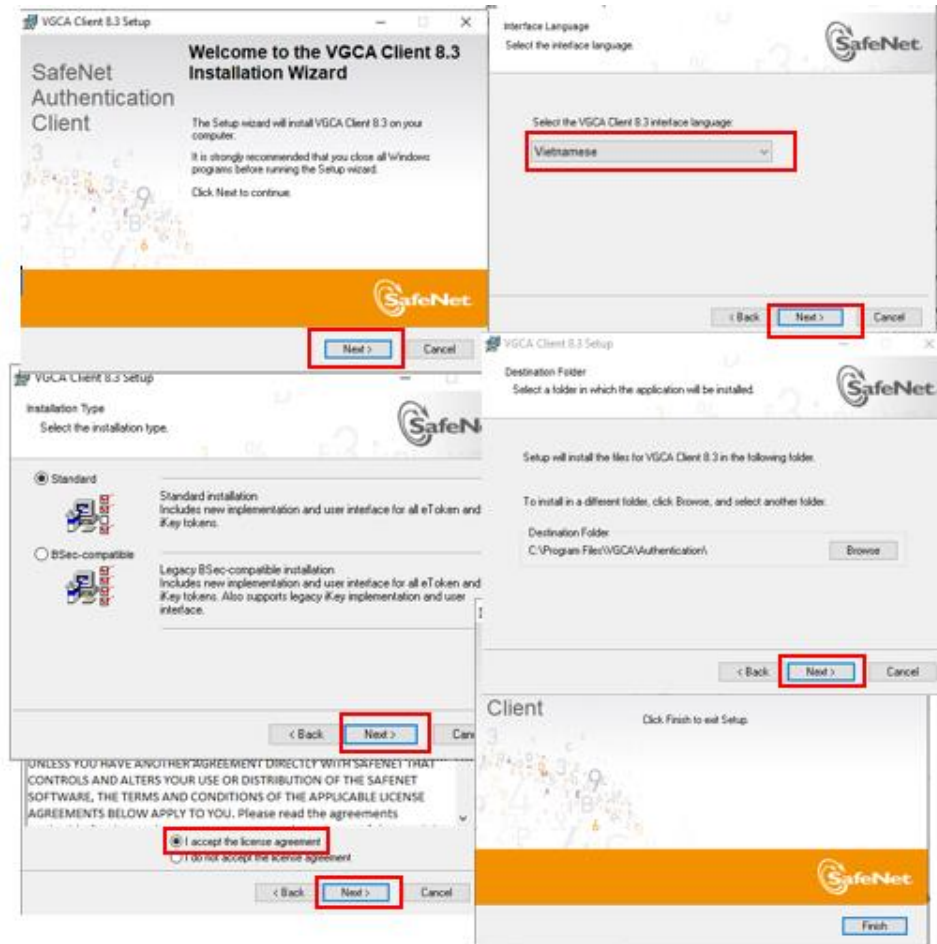 VGCA Client 8.3 Setup
SafeNet
Authentication
Client
Welcome to the VGCA Client 8.3
Installation Wizard
The Setup wizard will install VGCA Client 8.3 on your
computer.
It is strongly recommended that you close all Windows
programs before running the Setup wizard.
Click Next to continue.
SafeNet
Next >
Cancel
Interface Language
Select the interface language.
SafeNet.
Select the VGCA Client 8.3 interface language:
Vietnamese
< Back
Next >
Cancel
VGCA Client 8.3 Setup
Installation Type
Select the installation type.
SafeN
Standard
Standard installation
Includes new implementation and user interface for all eToken and
iKey tokens.
BSec-compatible
Legacy BSec-compatible installation
Includes new implementation and user interface for all eToken and
iKey tokens. Also supports legacy iKey implementation and user
interface.
< Back
Next >
Can
VGCA Client 8.3 Setup
Destination Folder
Select a folder in which the application will be installed.
SafeNet.
Setup will install the files for VGCA Client 8.3 in the following folder.
To install in a different folder, click Browse, and select another folder.
Destination Folder
C:\Program Files\VGCA\Authentication\
Browse
< Back
Next >
Cancel
UNLESS YOU HAVE ANOTHER AGREEMENT DIRECTLY WITH SAFENET THAT
CONTROLS AND ALTERS YOUR USE OR DISTRIBUTION OF THE SAFENET
SOFTWARE, THE TERMS AND CONDITIONS OF THE APPLICABLE LICENSE
AGREEMENTS BELOW APPLY TO YOU. Please read the agreements
I accept the license agreement
I do not accept the license agreement
< Back
Next >
Cancel
Client
Click Finish to exit Setup.
SafeNet
Finish